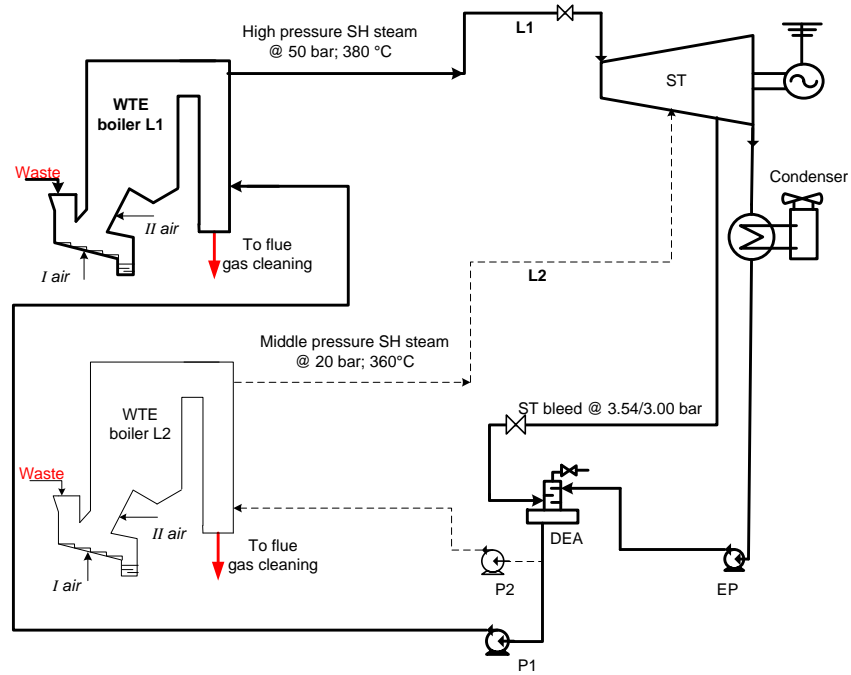 High pressure SH steam
@ 50 bar; 380 °C
L1
ST
WTE
boiler L1
Waste
II air
I air
To flue
gas cleaning
Condenser
L2
Middle pressure SH steam
@ 20 bar; 360°C
ST bleed @ 3.54/3.00 bar
WTE
boiler L2
Waste
II air
I air
To flue
gas cleaning
DEA
P2
EP
P1